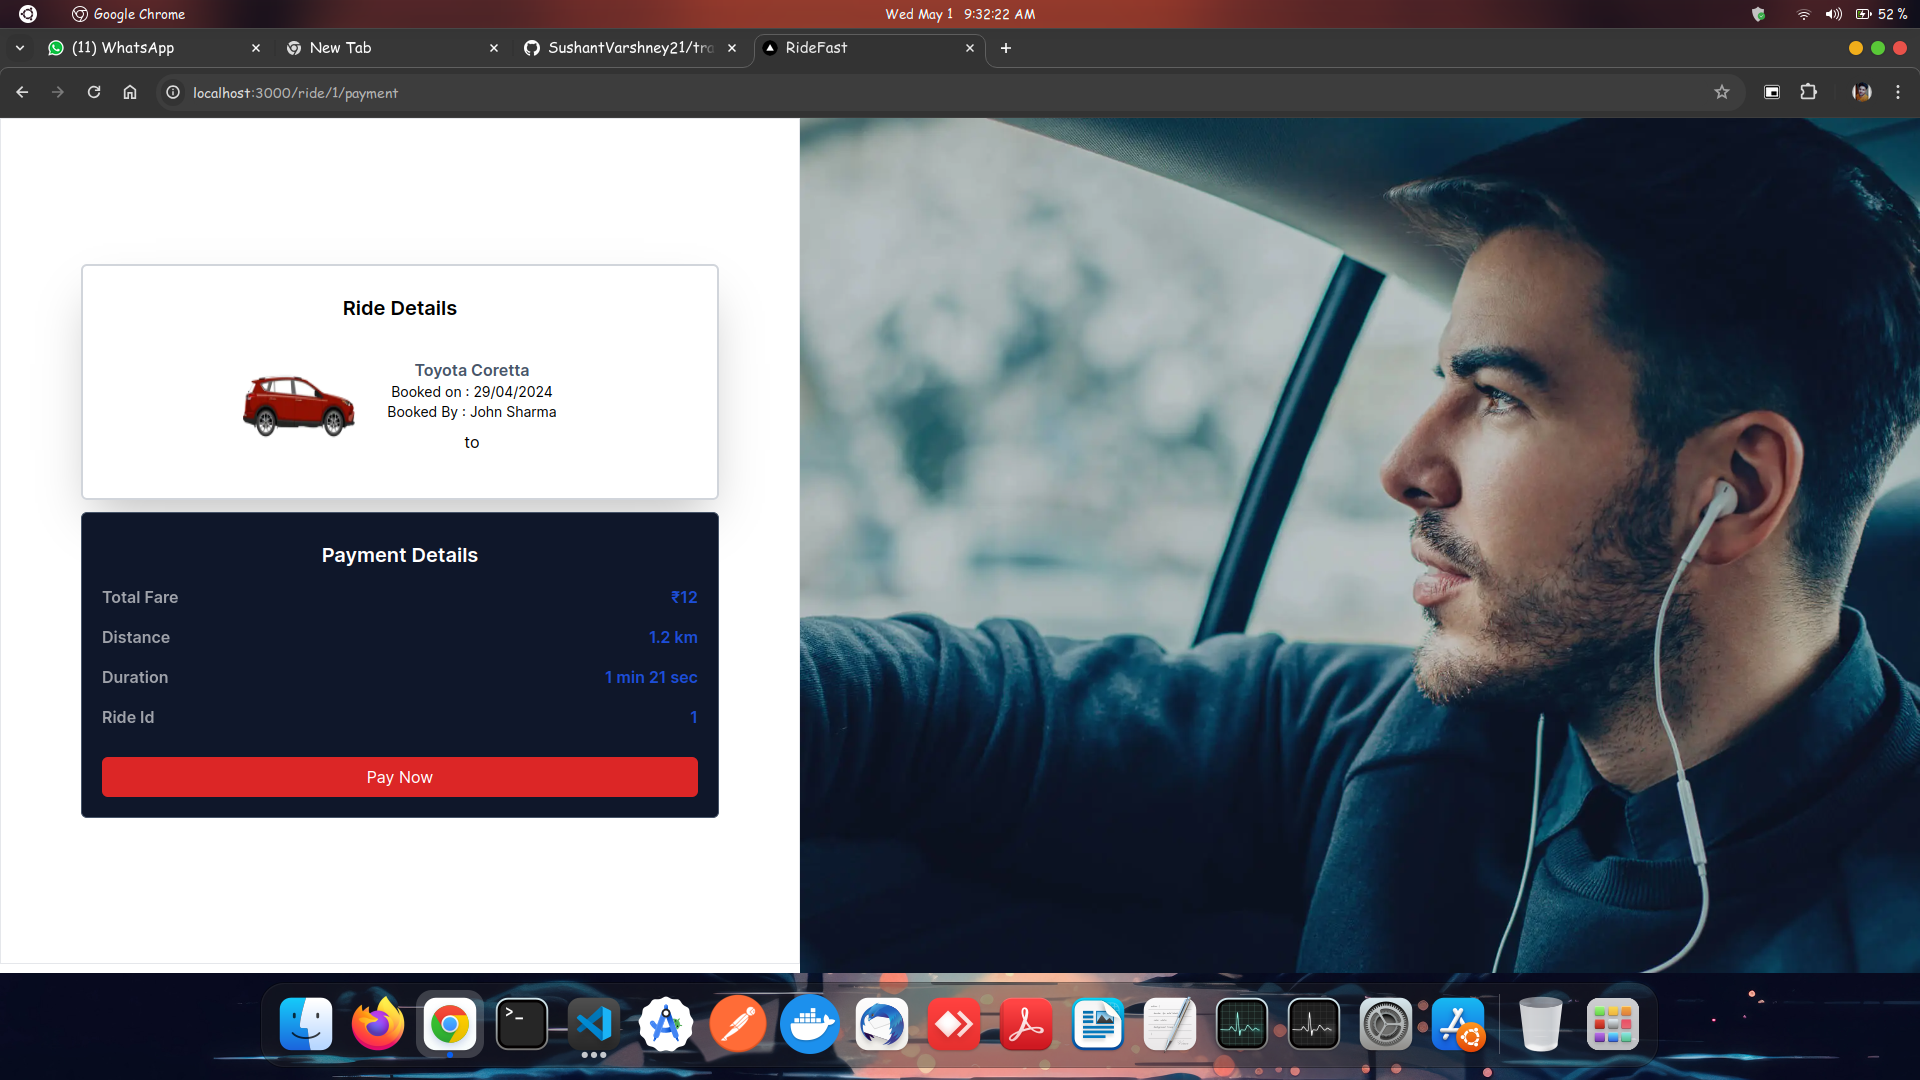 Google Chrome
Wed May 1 9:32:22 AM
52 %
(11) WhatsApp
New Tab
SushantVarshney21/tra
RideFast
localhost:3000/ride/1/payment
Ride Details
Toyota Coretta
Booked on : 29/04/2024
Booked By : John Sharma
to
Payment Details
Total Fare ₹12
Distance 1.2 km
Duration 1 min 21 sec
Ride Id 1
Pay Now